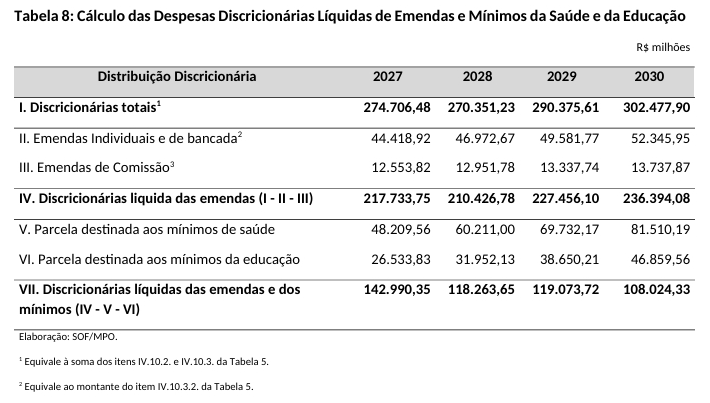 Tabela 8: Cálculo das Despesas Discricionárias Líquidas de Emendas e Mínimos da Saúde e da Educação
R$ milhões
Distribuição Discricionária 2027 2028 2029 2030
I. Discricionárias totais¹ 274.706,48 270.351,23 290.375,61 302.477,90
II. Emendas Individuais e de bancada² 44.418,92 46.972,67 49.581,77 52.345,95
III. Emendas de Comissão³ 12.553,82 12.951,78 13.337,74 13.737,87
IV. Discricionárias liquida das emendas (I - II - III) 217.733,75 210.426,78 227.456,10 236.394,08
V. Parcela destinada aos mínimos de saúde 48.209,56 60.211,00 69.732,17 81.510,19
VI. Parcela destinada aos mínimos da educação 26.533,83 31.952,13 38.650,21 46.859,56
VII. Discricionárias líquidas das emendas e dos 142.990,35 118.263,65 119.073,72 108.024,33
mínimos (IV - V - VI)
Elaboração: SOF/MPO.
¹ Equivale à soma dos itens IV.10.2. e IV.10.3. da Tabela 5.
² Equivale ao montante do item IV.10.3.2. da Tabela 5.